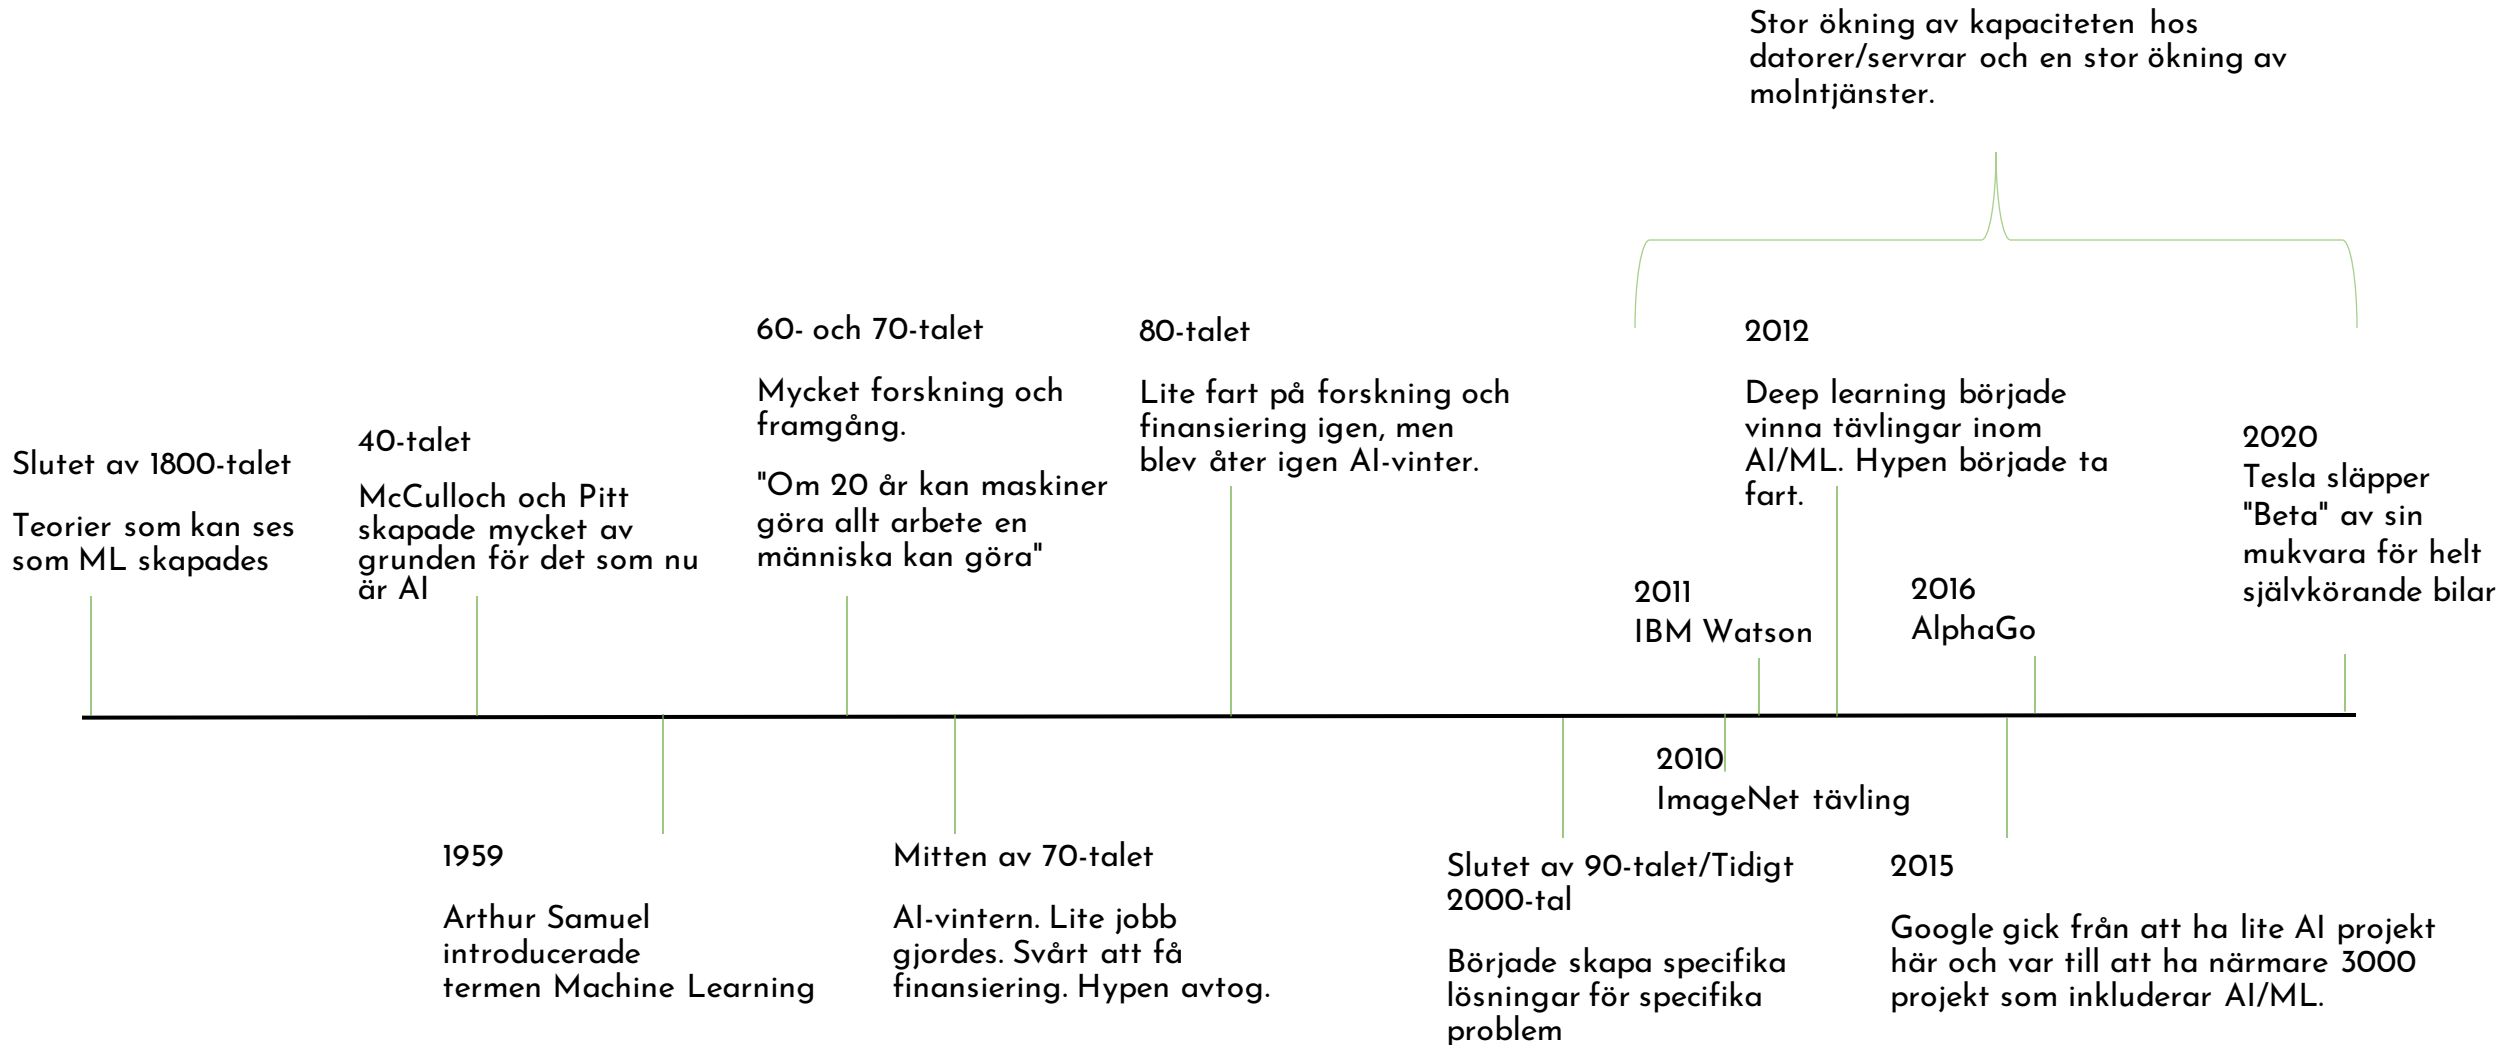 Stor ökning av kapaciteten hos
datorer/servrar och en stor ökning av
molntjänster.
Slutet av 1800-talet
Teorier som kan ses
som ML skapades
40-talet
McCulloch och Pitt
skapade mycket av
grunden för det som nu
är AI
60- och 70-talet
Mycket forskning och
framgång.
"Om 20 år kan maskiner
göra allt arbete en
människa kan göra"
80-talet
Lite fart på forskning och
finansiering igen, men
blev åter igen AI-vinter.
2011
IBM Watson
2012
Deep learning började
vinna tävlingar inom
AI/ML. Hypen började ta
fart.
2016
AlphaGo
2020
Tesla släpper
"Beta" av sin
mukvara för helt
självkörande bilar
1959
Arthur Samuel
introducerade
termen Machine Learning
Mitten av 70-talet
AI-vintern. Lite jobb
gjordes. Svårt att få
finansiering. Hypen avtog.
Slutet av 90-talet/Tidigt
2000-tal
Började skapa specifika
lösningar för specifika
problem
2010
ImageNet tävling
2015
Google gick från att ha lite AI projekt
här och var till att ha närmare 3000
projekt som inkluderar AI/ML.